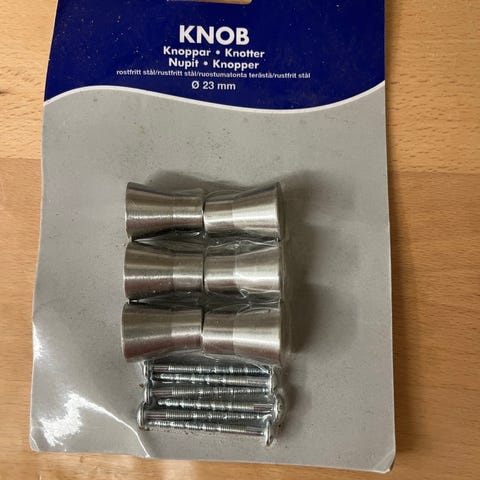 KNOB
Knoppar • Knotter
Nupit • Knopper
rostfritt stål/rustfritt stål/ruostumatonta terästä/rustfrit stål
Ø 23 mm